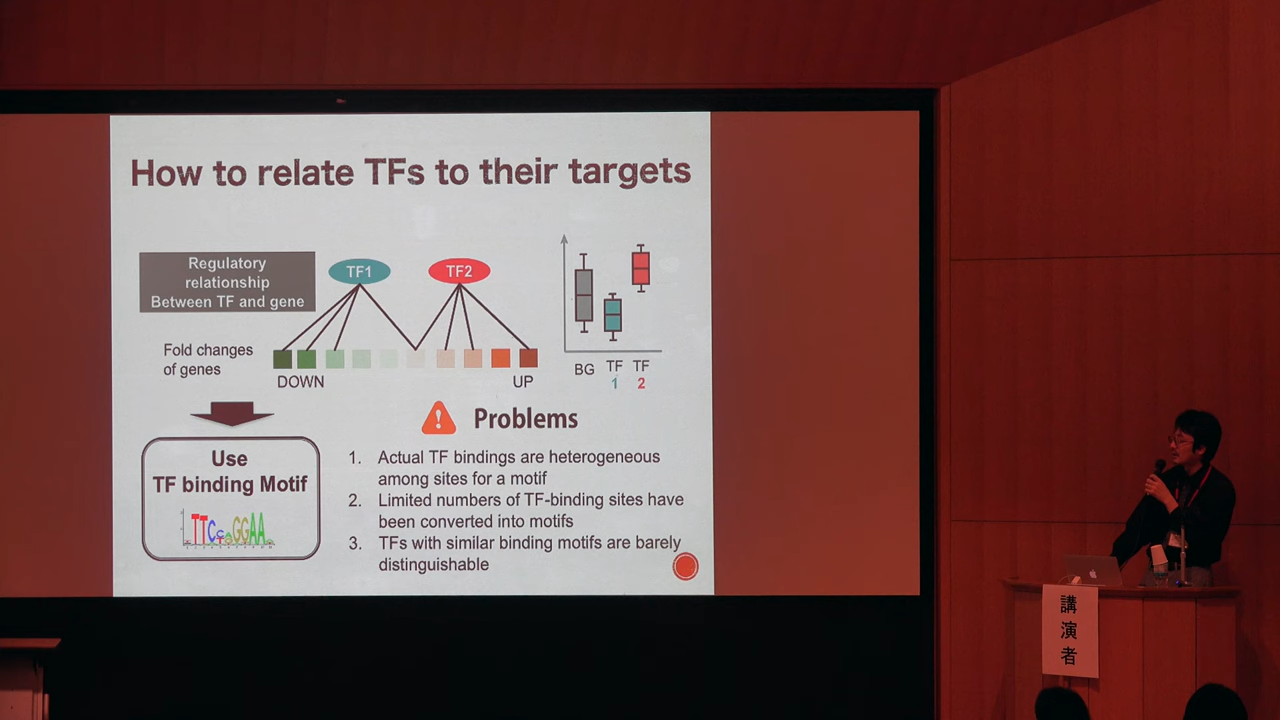 How to relate TFs to their targets
Regulatory
relationship
Between TF and gene
TF1
TF2
Fold changes
of genes
DOWN
UP
BG
TF
1
TF
2
Use
TF binding Motif
Problems
1. Actual TF bindings are heterogeneous
among sites for a motif
2. Limited numbers of TF-binding sites have
been converted into motifs
3. TFs with similar binding motifs are barely
distinguishable
講
演
者